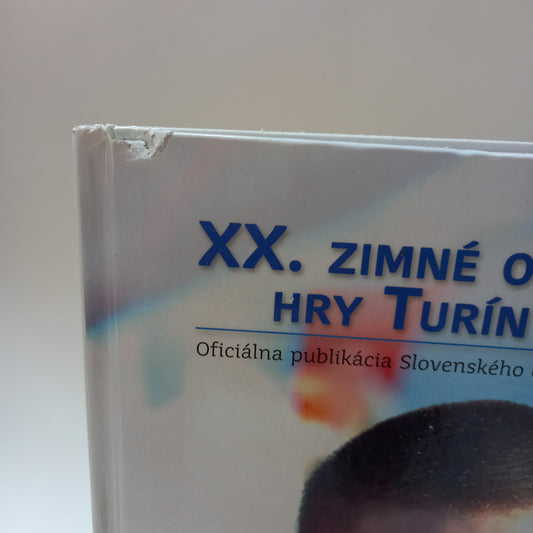 XX. ZIMNÉ O
HRY TURÍN
Oficiálna publikácia Slovenského